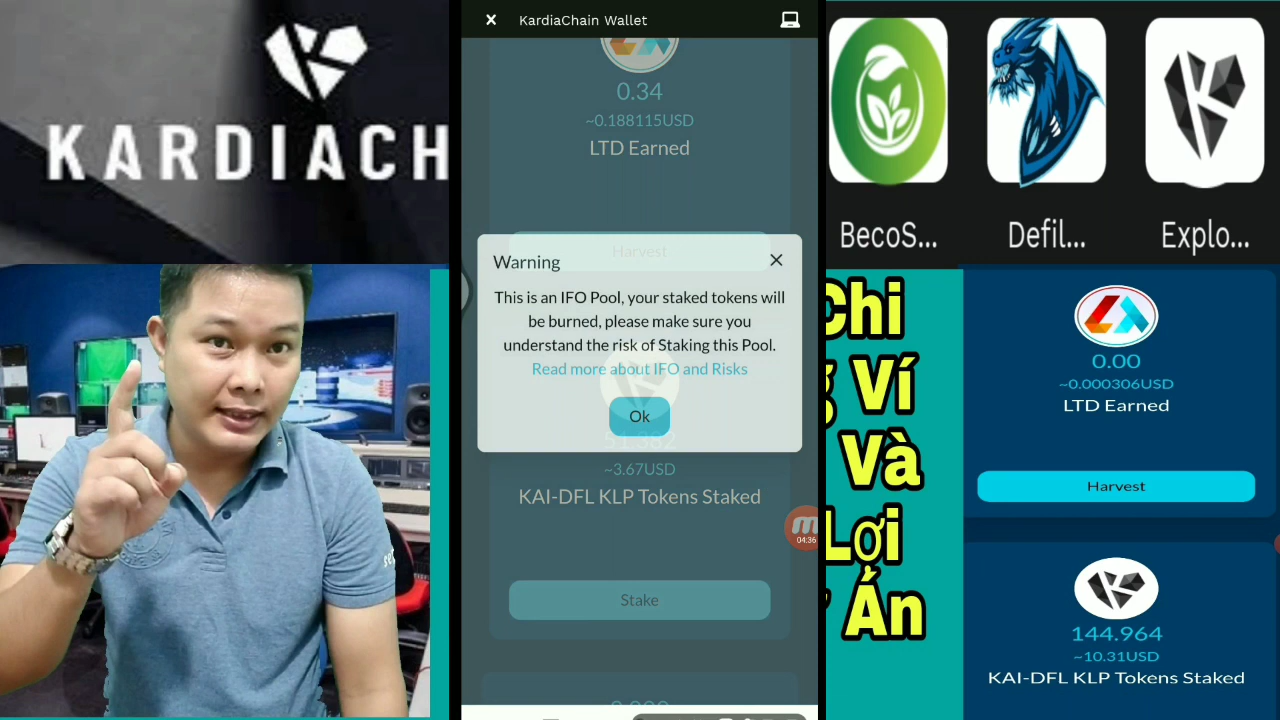 KARDIACH
KardiaChain Wallet
0.34
~0.188115USD
LTD Earned
Harvest
Warning
This is an IFO Pool, your staked tokens will
be burned, please make sure you
understand the risk of Staking this Pool.
Read more about IFO and Risks
Ok
~3.67USD
KAI-DFL KLP Tokens Staked
04:36
Stake
BecoS...
Defil...
Explo...
Chi
Ví
Và
Lợi
Án
0.00
~0.000306USD
LTD Earned
Harvest
144.964
~10.31USD
KAI-DFL KLP Tokens Staked